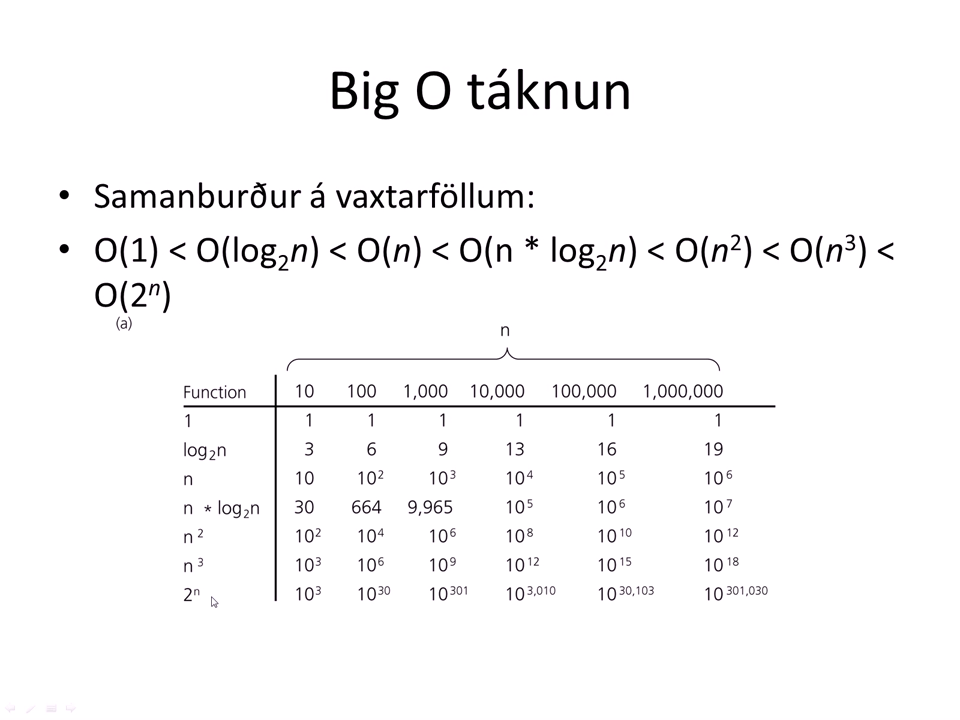 Big O táknun
• Samanburður á vaxtarföllum:
• O(1) < O(log₂n) < O(n) < O(n * log₂n) < O(n²) < O(n³) <
O(2ⁿ)
(a)
n
Function 10 100 1,000 10,000 100,000 1,000,000
1 1 1 1 1 1 1
log₂n 3 6 9 13 16 19
n 10 10² 10³ 10⁴ 10⁵ 10⁶
n * log₂n 30 664 9,965 10⁵ 10⁶ 10⁷
n² 10² 10⁴ 10⁶ 10⁸ 10¹⁰ 10¹²
n³ 10³ 10⁶ 10⁹ 10¹² 10¹⁵ 10¹⁸
2ⁿ 10³ 10³⁰ 10³⁰¹ 10³,⁰¹⁰ 10³⁰,¹⁰³ 10³⁰¹,⁰³⁰